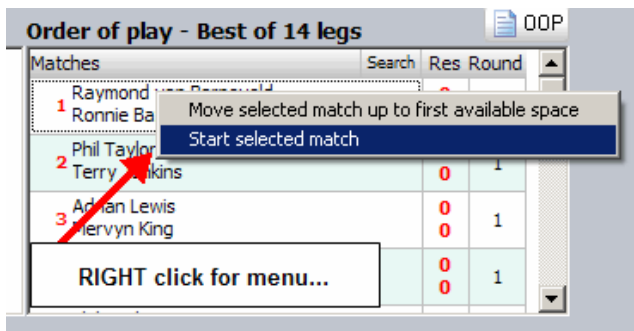 Order of play - Best of 14 legs
OOP
Matches Search Res Round
1 Raymond van Barneveld
Ronnie Ba
Move selected match up to first available space
Start selected match
2 Phil Taylor 1
Terry Jenkins 0
3 Adrian Lewis 0 1
Mervyn King 0
RIGHT click for menu...
0 1
0